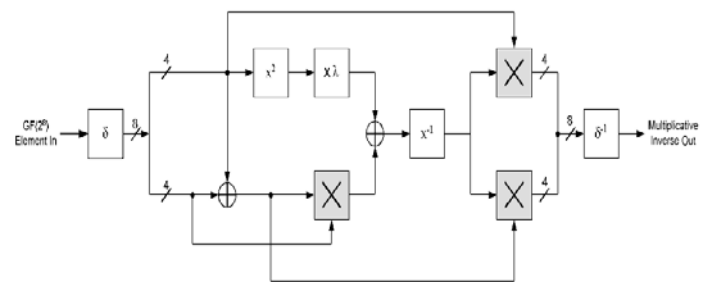 GF(2⁸)
Element In
δ
8
4
4
x²
×λ
x⁻¹
4
4
8
δ⁻¹
Multiplicative
Inverse Out